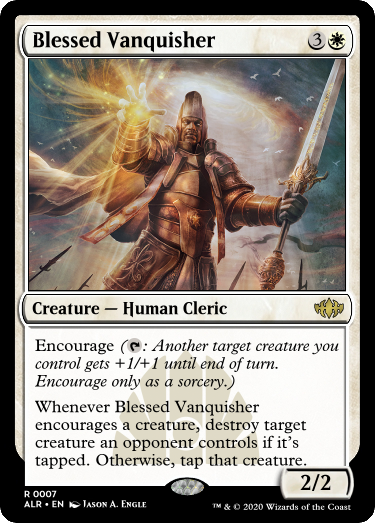 Blessed Vanquisher 3
Creature — Human Cleric
Encourage (: Another target creature you
control gets +1/+1 until end of turn.
Encourage only as a sorcery.)
Whenever Blessed Vanquisher
encourages a creature, destroy target
creature an opponent controls if it's
tapped. Otherwise, tap that creature.
2/2
R 0007
ALR • EN Jason A. Engle
™ & © 2020 Wizards of the Coast